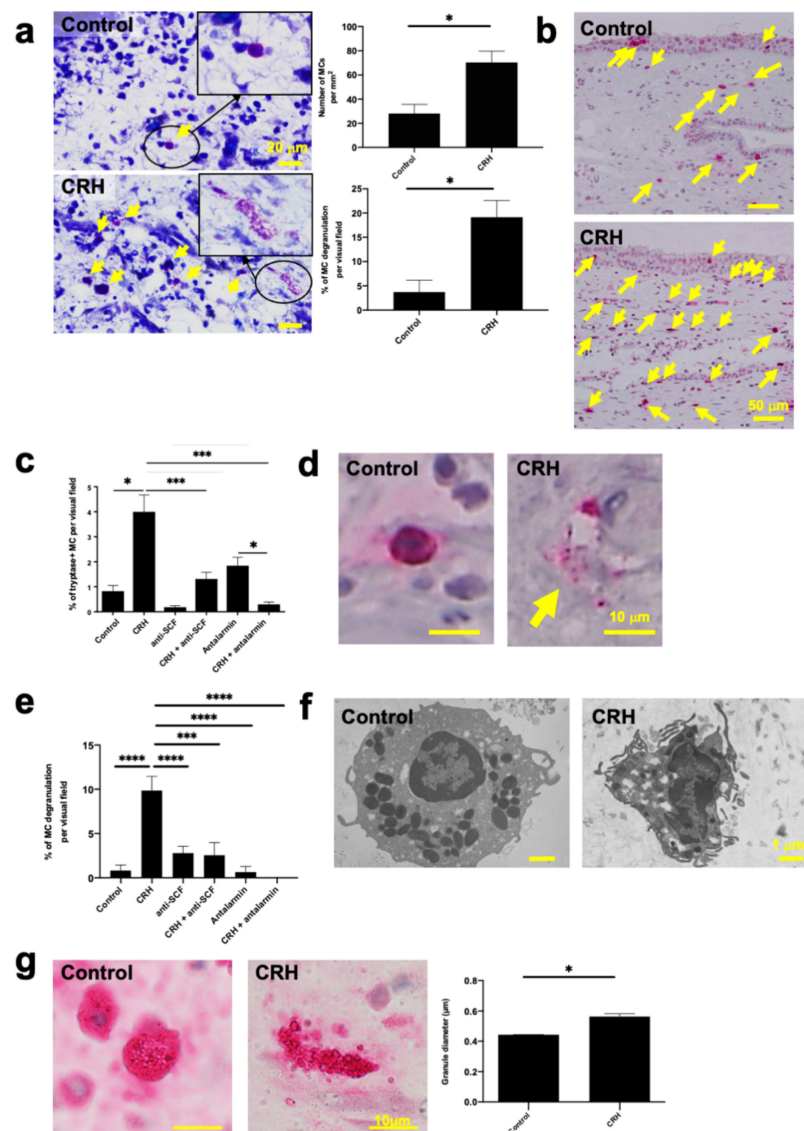 a
Control
20 μm
CRH
*
Number of MCs
per mm²
100
80
60
40
20
0
Control
CRH
*
% of MC degranulation
per visual field
25
20
15
10
5
0
Control
CRH
b
Control
CRH
50 μm
c
***
*
***
*
% of tryptase+ MC per visual field
5
4
3
2
1
0
Control
CRH
anti-SCF
CRH + anti-SCF
Antalarmin
CRH + antalarmin
d
Control
CRH
10 μm
e
****
****
***
****
****
% of MC degranulation
per visual field
15
10
5
0
Control
CRH
anti-SCF
CRH + anti-SCF
Antalarmin
CRH + antalarmin
f
Control
CRH
1 μm
g
Control
CRH
10μm
*
Granule diameter (μm)
0.8
0.6
0.4
0.2
0.0
Control
CRH